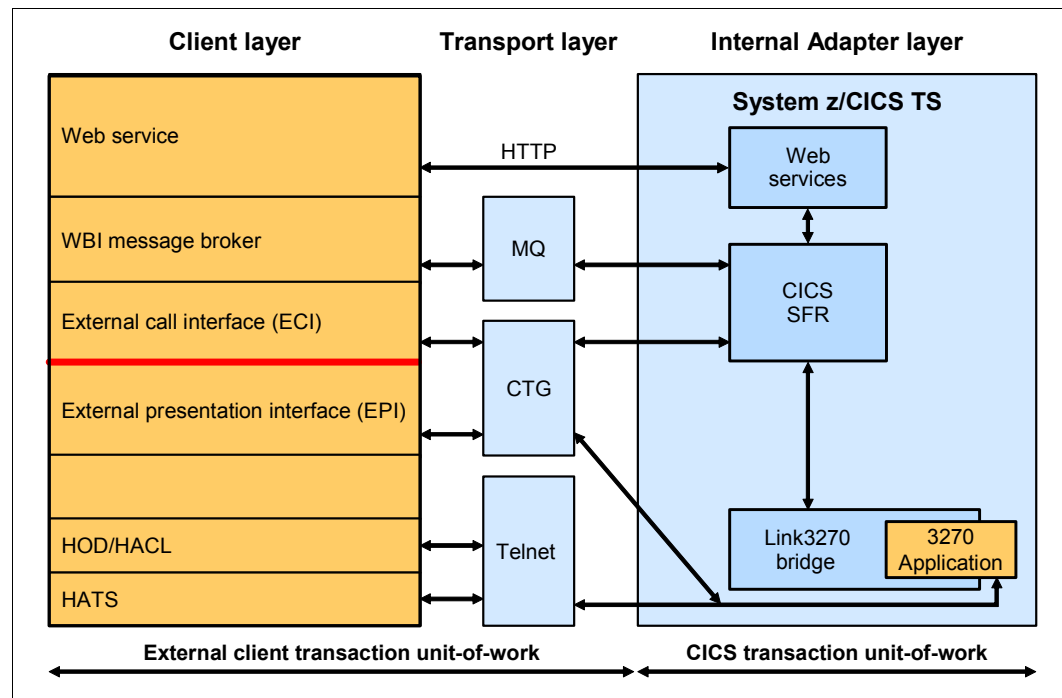 Client layer
Transport layer
Internal Adapter layer
System z/CICS TS
Web service
HTTP
Web
services
WBI message broker
MQ
CICS
SFR
External call interface (ECI)
CTG
External presentation interface (EPI)
Telnet
Link3270
bridge
3270
Application
HOD/HACL
HATS
External client transaction unit-of-work
CICS transaction unit-of-work